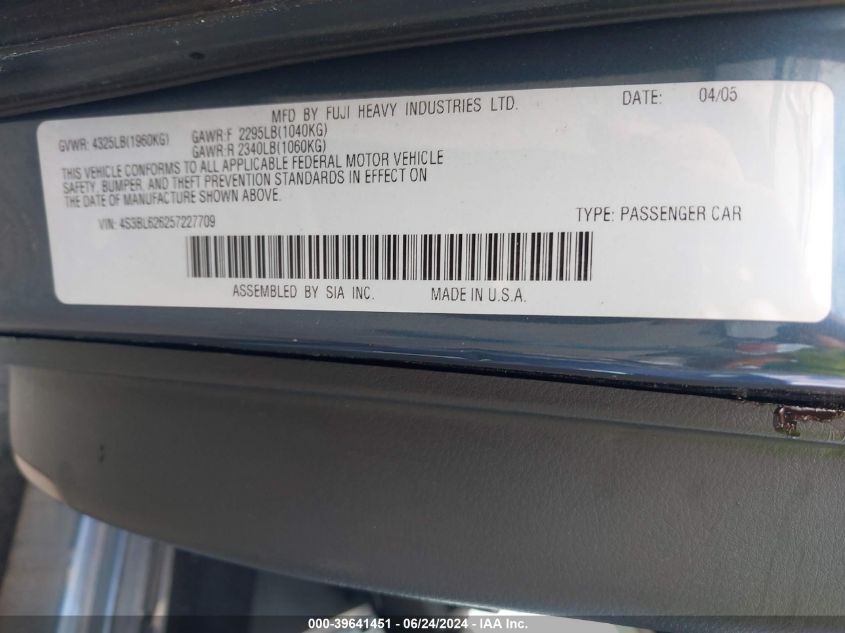 MFD BY FUJI HEAVY INDUSTRIES LTD. DATE: 04/05
GVWR: 4325LB(1960KG) GAWR:F 2295LB(1040KG)
GAWR:R 2340LB(1060KG)
THIS VEHICLE CONFORMS TO ALL APPLICABLE FEDERAL MOTOR VEHICLE
SAFETY, BUMPER, AND THEFT PREVENTION STANDARDS IN EFFECT ON
THE DATE OF MANUFACTURE SHOWN ABOVE.
VIN: 4S3BL626257227709 TYPE: PASSENGER CAR
ASSEMBLED BY SIA INC. MADE IN U.S.A.
000-39641451 - 06/24/2024 - IAA Inc.